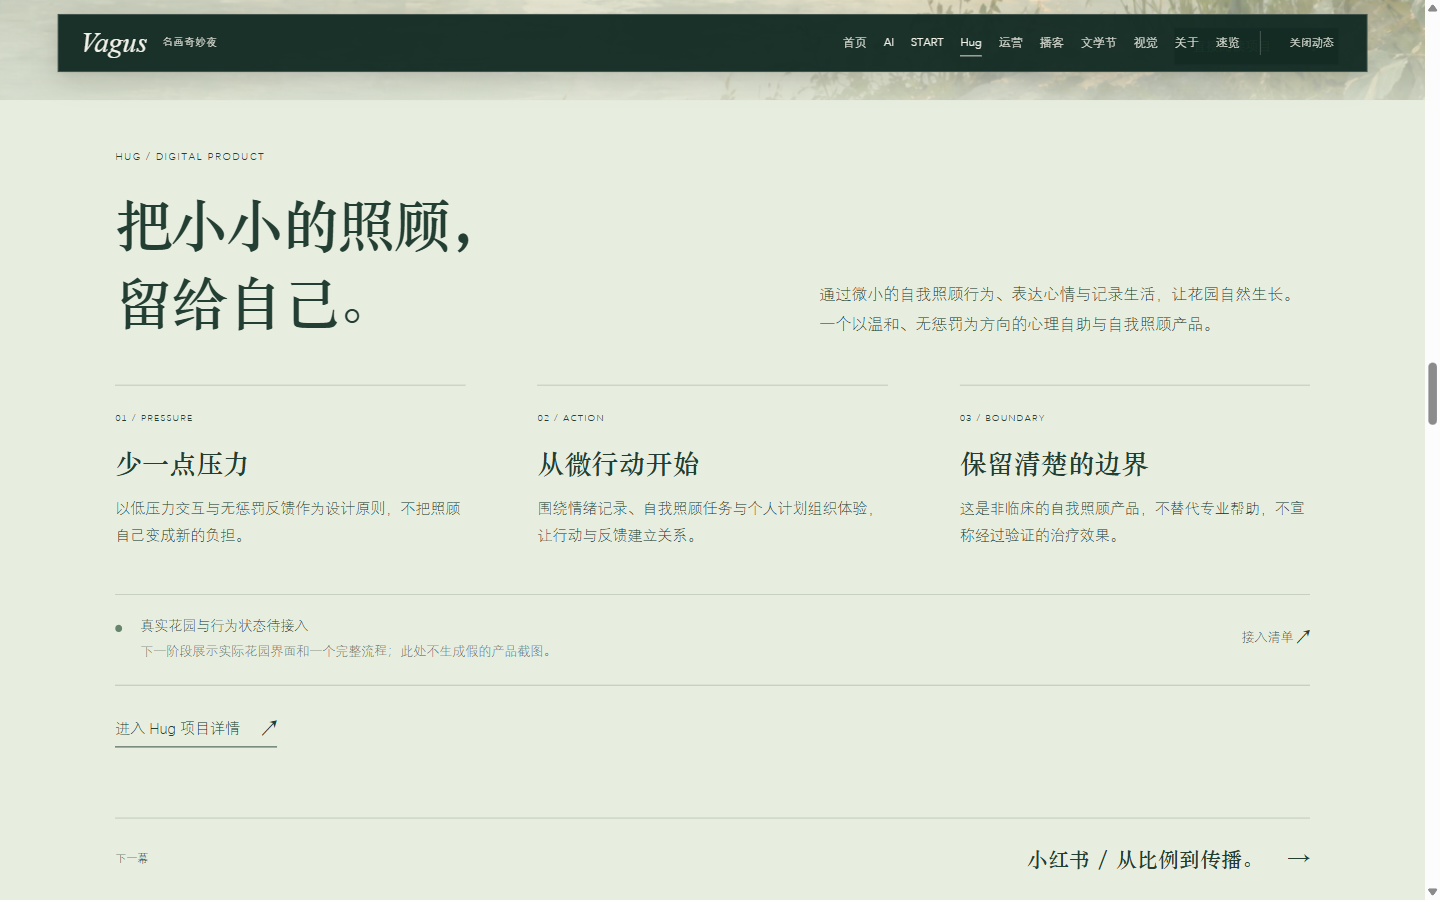 Vagus 名画奇妙夜 首页 AI START Hug 运营 播客 文学节 视觉 关于 速览 关闭动态
HUG / DIGITAL PRODUCT
把小小的照顾，
留给自己。
通过微小的自我照顾行为、表达心情与记录生活，让花园自然生长。
一个以温和、无惩罚为方向的心理自助与自我照顾产品。
01 / PRESSURE
少一点压力
以低压力交互与无惩罚反馈作为设计原则，不把照顾
自己变成新的负担。
02 / ACTION
从微行动开始
围绕情绪记录、自我照顾任务与个人计划组织体验，
让行动与反馈建立关系。
03 / BOUNDARY
保留清楚的边界
这是非临床的自我照顾产品，不替代专业帮助，不宣
称经过验证的治疗效果。
真实花园与行为状态待接入
下一阶段展示实际花园界面和一个完整流程；此处不生成假的产品截图。
接入清单 ↗
进入 Hug 项目详情 ↗
下一幕
小红书 / 从比例到传播。 →